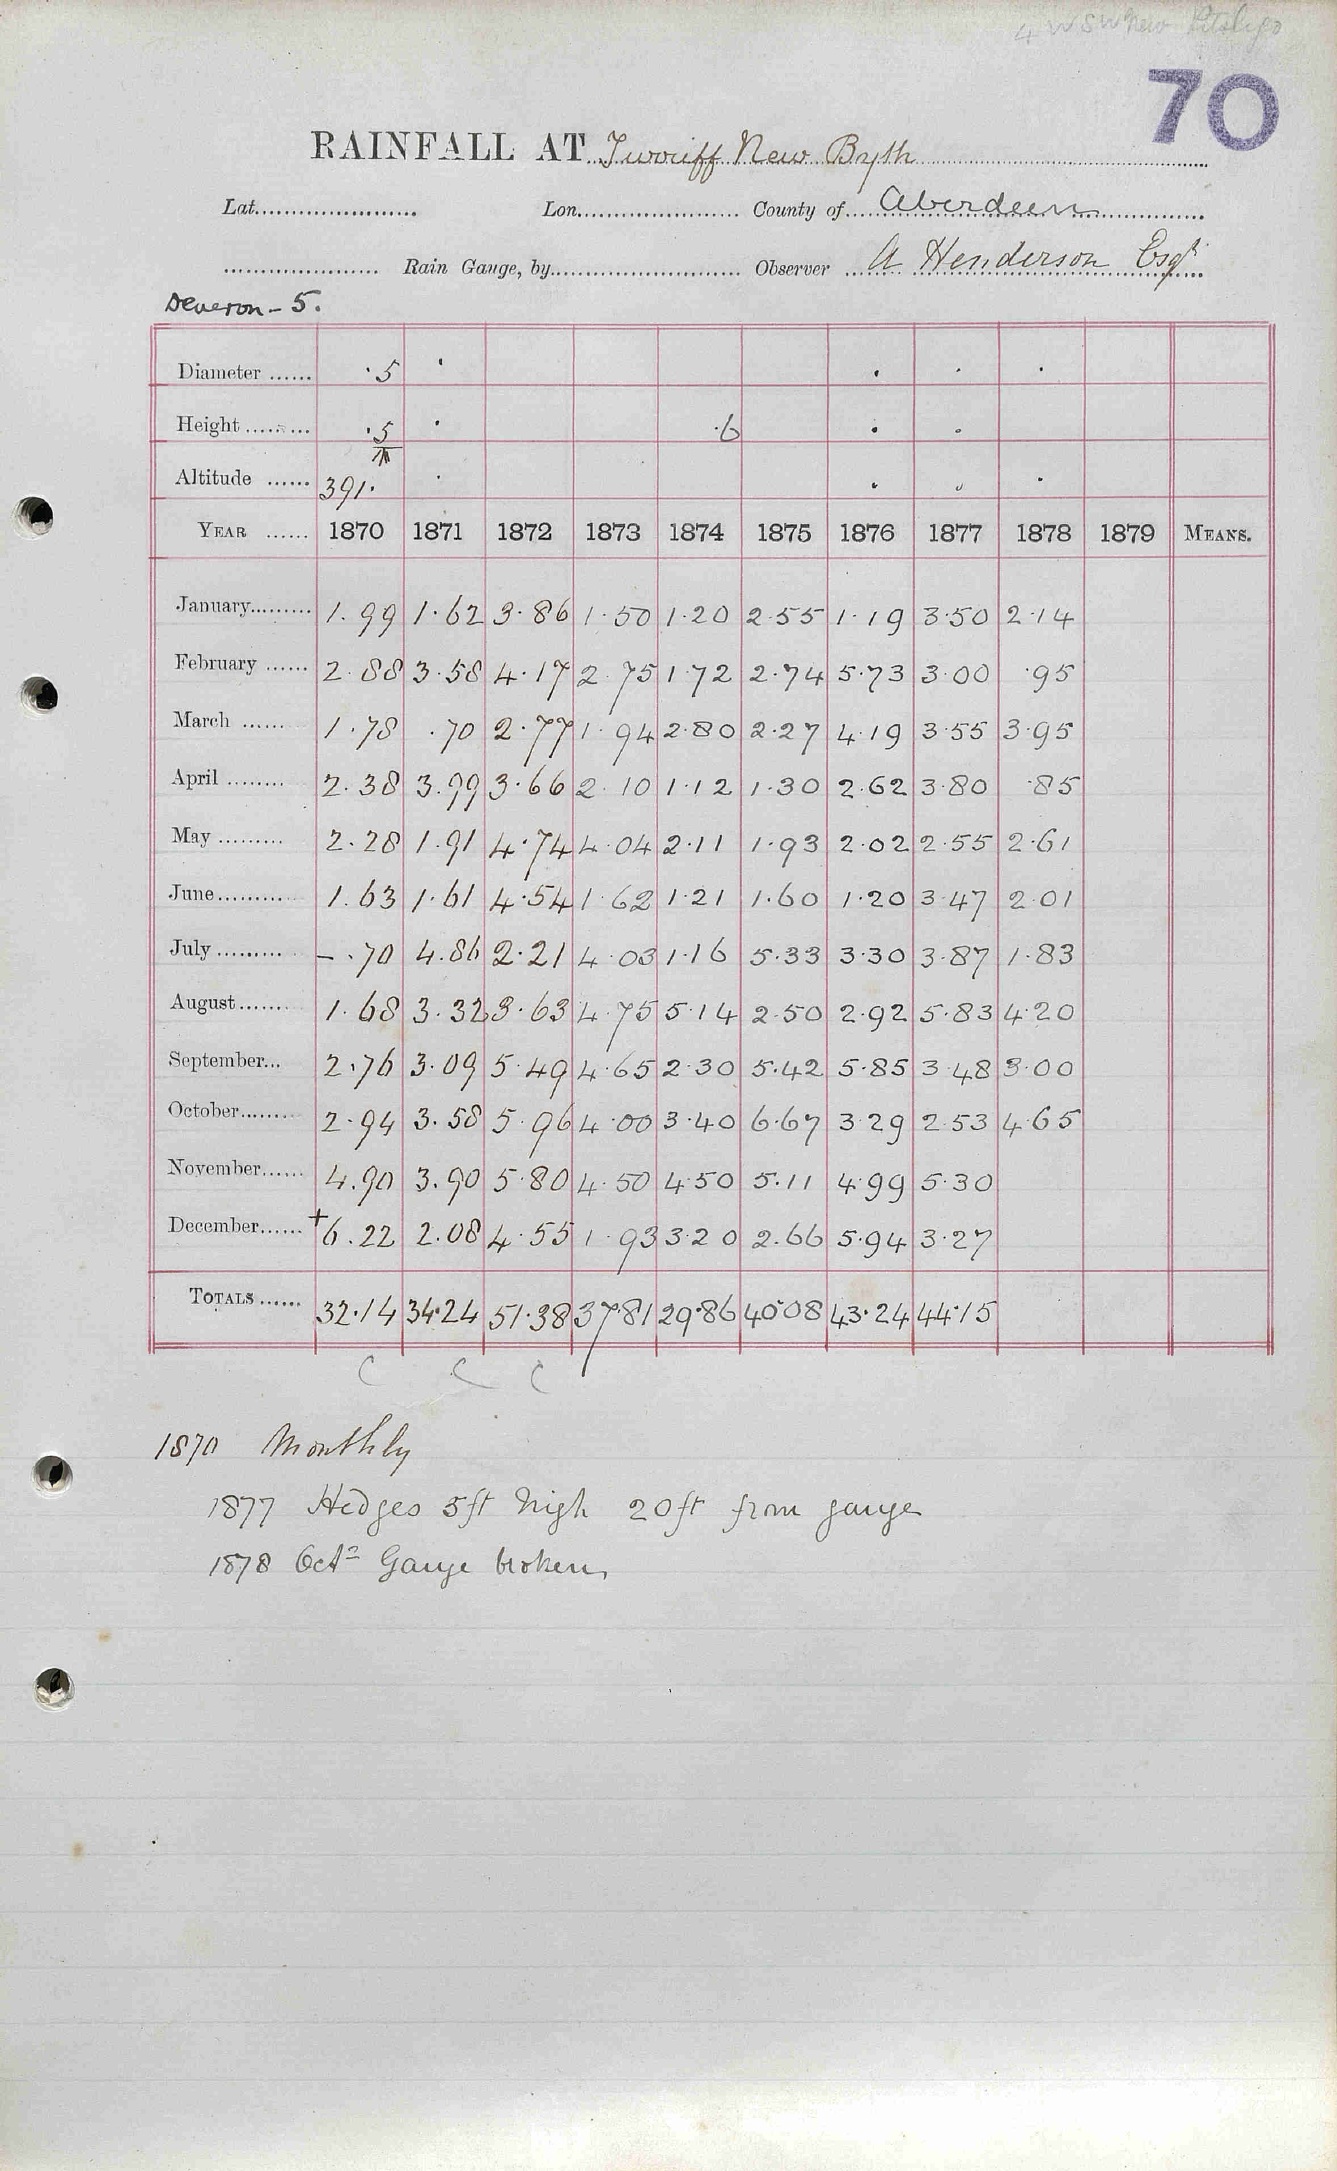 4 WSW New Pitsligo
70
RAINFALL AT Turriff New Byth
Lat. Lon. County of Aberdeen
Rain Gauge, by Observer A Henderson Esqr
Deveron - 5.
Diameter ·5
Height ·5 ·6
Altitude 391·
YEAR 1870 1871 1872 1873 1874 1875 1876 1877 1878 1879 MEANS.
January 1.99 1.62 3.86 1.50 1.20 2.55 1.19 3.50 2.14
February 2.88 3.58 4.17 2.75 1.72 2.74 5.73 3.00 .95
March 1.78 .70 2.77 1.94 2.80 2.27 4.19 3.55 3.95
April 2.38 3.99 3.66 2.10 1.12 1.30 2.62 3.80 .85
May 2.28 1.91 4.74 4.04 2.11 1.93 2.02 2.55 2.61
June 1.63 1.61 4.54 1.62 1.21 1.60 1.20 3.47 2.01
July – .70 4.86 2.21 4.03 1.16 5.33 3.30 3.87 1.83
August 1.68 3.32 3.63 4.75 5.14 2.50 2.92 5.83 4.20
September 2.76 3.09 5.49 4.65 2.30 5.42 5.85 3.48 3.00
October 2.94 3.58 5.96 4.00 3.40 6.67 3.29 2.53 4.65
November 4.90 3.90 5.80 4.50 4.50 5.11 4.99 5.30
December +6.22 2.08 4.55 1.93 3.20 2.66 5.94 3.27
TOTALS 32.14 34.24 51.38 37.81 29.86 40.08 43.24 44.15
C C C
1870 Monthly
1877 Hedges 5ft high 20ft from gauge
1878 Oct. Gauge broken